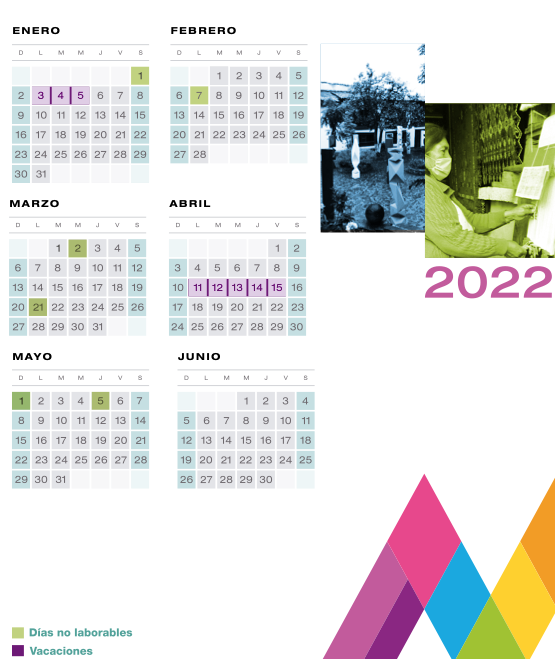 ENERO
D L M M J V S
1
2 3 4 5 6 7 8
9 10 11 12 13 14 15
16 17 18 19 20 21 22
23 24 25 26 27 28 29
30 31
FEBRERO
D L M M J V S
1 2 3 4 5
6 7 8 9 10 11 12
13 14 15 16 17 18 19
20 21 22 23 24 25 26
27 28
MARZO
D L M M J V S
1 2 3 4 5
6 7 8 9 10 11 12
13 14 15 16 17 18 19
20 21 22 23 24 25 26
27 28 29 30 31
ABRIL
D L M M J V S
1 2
3 4 5 6 7 8 9
10 11 12 13 14 15 16
17 18 19 20 21 22 23
24 25 26 27 28 29 30
2022
MAYO
D L M M J V S
1 2 3 4 5 6 7
8 9 10 11 12 13 14
15 16 17 18 19 20 21
22 23 24 25 26 27 28
29 30 31
JUNIO
D L M M J V S
1 2 3 4
5 6 7 8 9 10 11
12 13 14 15 16 17 18
19 20 21 22 23 24 25
26 27 28 29 30
Días no laborables
Vacaciones